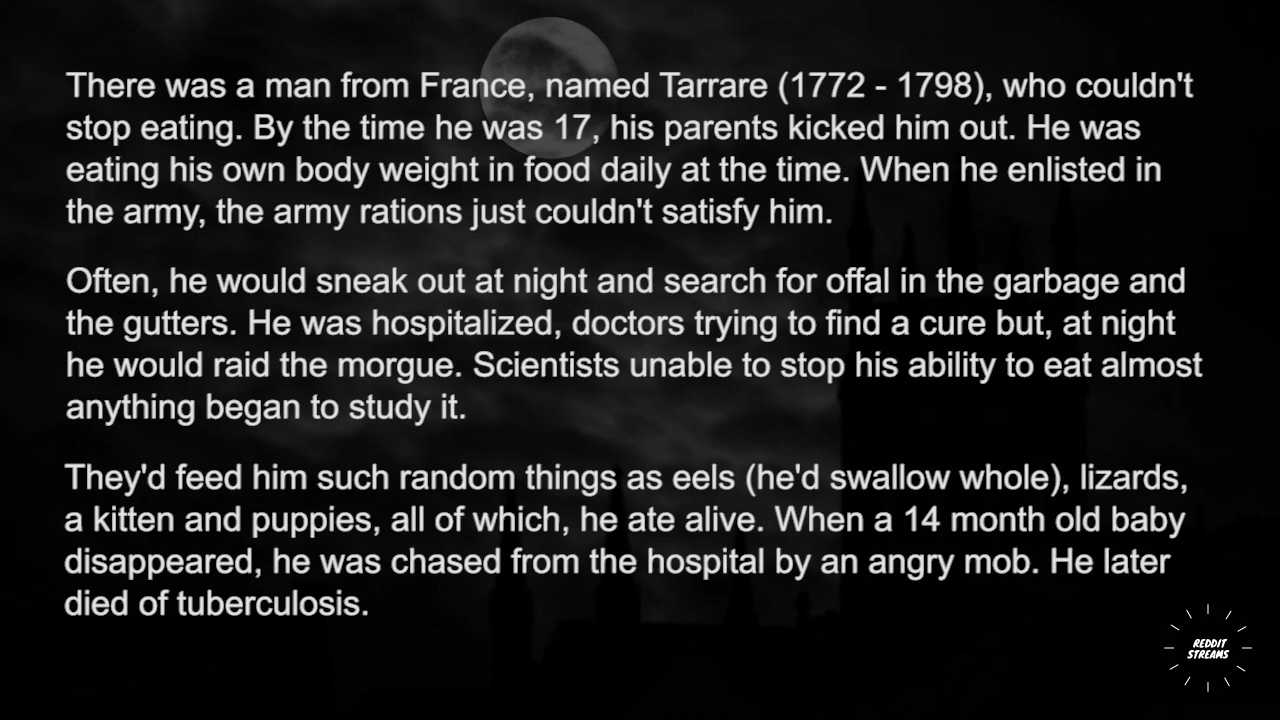 There was a man from France, named Tarrare (1772 - 1798), who couldn't
stop eating. By the time he was 17, his parents kicked him out. He was
eating his own body weight in food daily at the time. When he enlisted in
the army, the army rations just couldn't satisfy him.
Often, he would sneak out at night and search for offal in the garbage and
the gutters. He was hospitalized, doctors trying to find a cure but, at night
he would raid the morgue. Scientists unable to stop his ability to eat almost
anything began to study it.
They'd feed him such random things as eels (he'd swallow whole), lizards,
a kitten and puppies, all of which, he ate alive. When a 14 month old baby
disappeared, he was chased from the hospital by an angry mob. He later
died of tuberculosis.
REDDIT
STREAMS